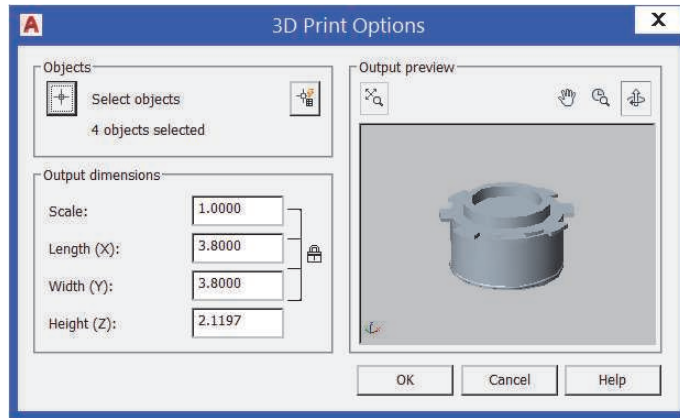 A
3D Print Options
X
Objects
Select objects
4 objects selected
Output dimensions
Scale:
1.0000
Length (X):
3.8000
Width (Y):
3.8000
Height (Z):
2.1197
Output preview
OK
Cancel
Help